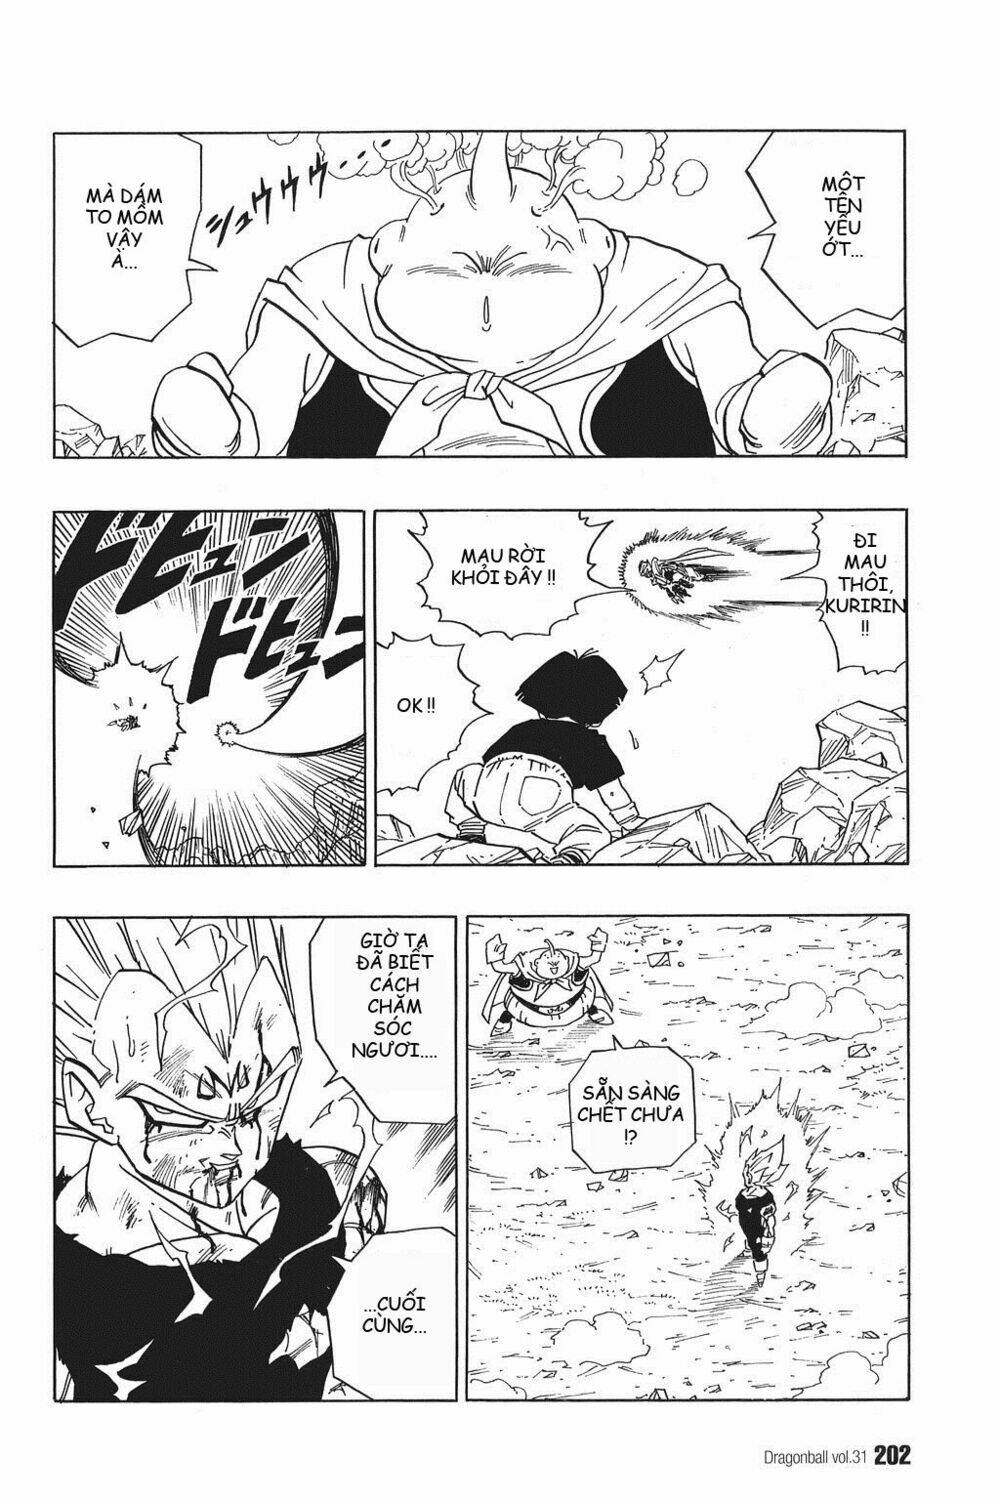 MỘT
TÊN
YẾU
ỚT...
MÀ DÁM
TO MỒM
VẬY
À...
シュウウウ...
ĐI
MAU
THÔI,
KURIRIN
!!
MAU RỜI
KHỎI ĐÂY !!
OK !!
ドヒュン
ドヒュン
SẴN SÀNG
CHẾT CHƯA
!?
GIỜ TA
ĐÃ BIẾT
CÁCH
CHĂM
SÓC
NGƯƠI....
...CUỐI
CÙNG...
Dragonball vol.31 202